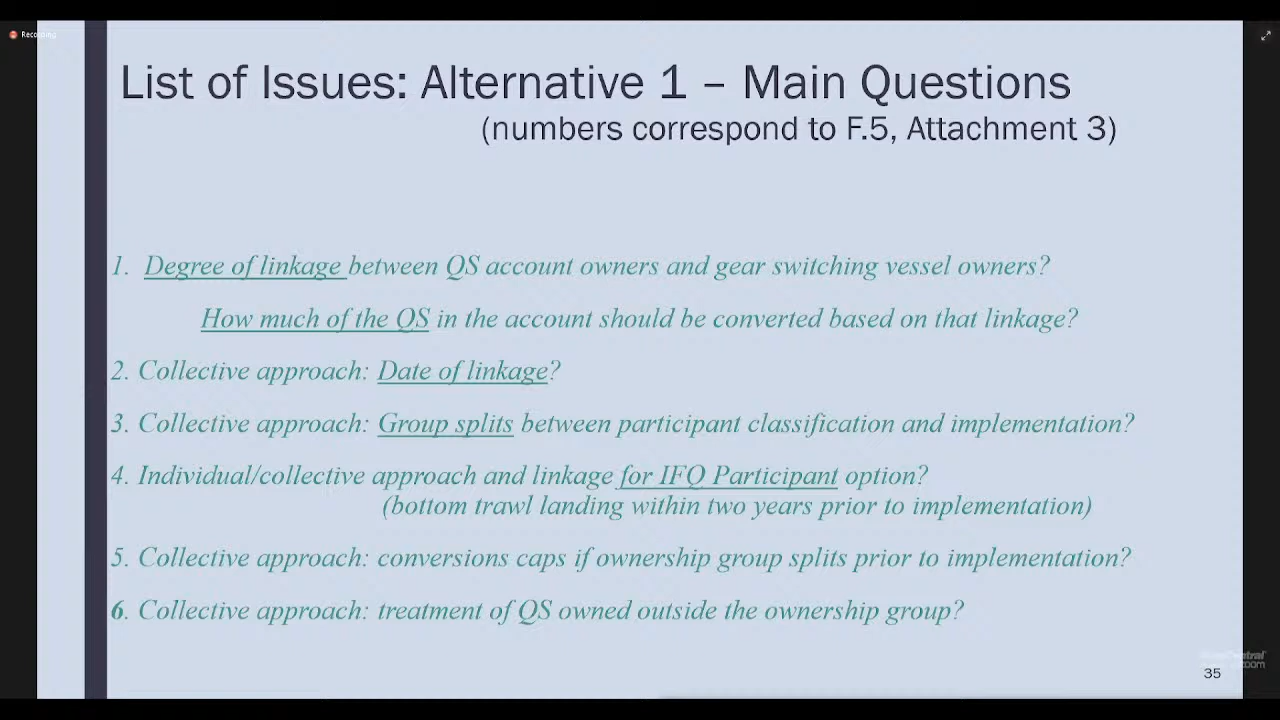 Recording
List of Issues: Alternative 1 – Main Questions
(numbers correspond to F.5, Attachment 3)
1. Degree of linkage between QS account owners and gear switching vessel owners?
How much of the QS in the account should be converted based on that linkage?
2. Collective approach: Date of linkage?
3. Collective approach: Group splits between participant classification and implementation?
4. Individual/collective approach and linkage for IFQ Participant option?
(bottom trawl landing within two years prior to implementation)
5. Collective approach: conversions caps if ownership group splits prior to implementation?
6. Collective approach: treatment of QS owned outside the ownership group?
zoom
35